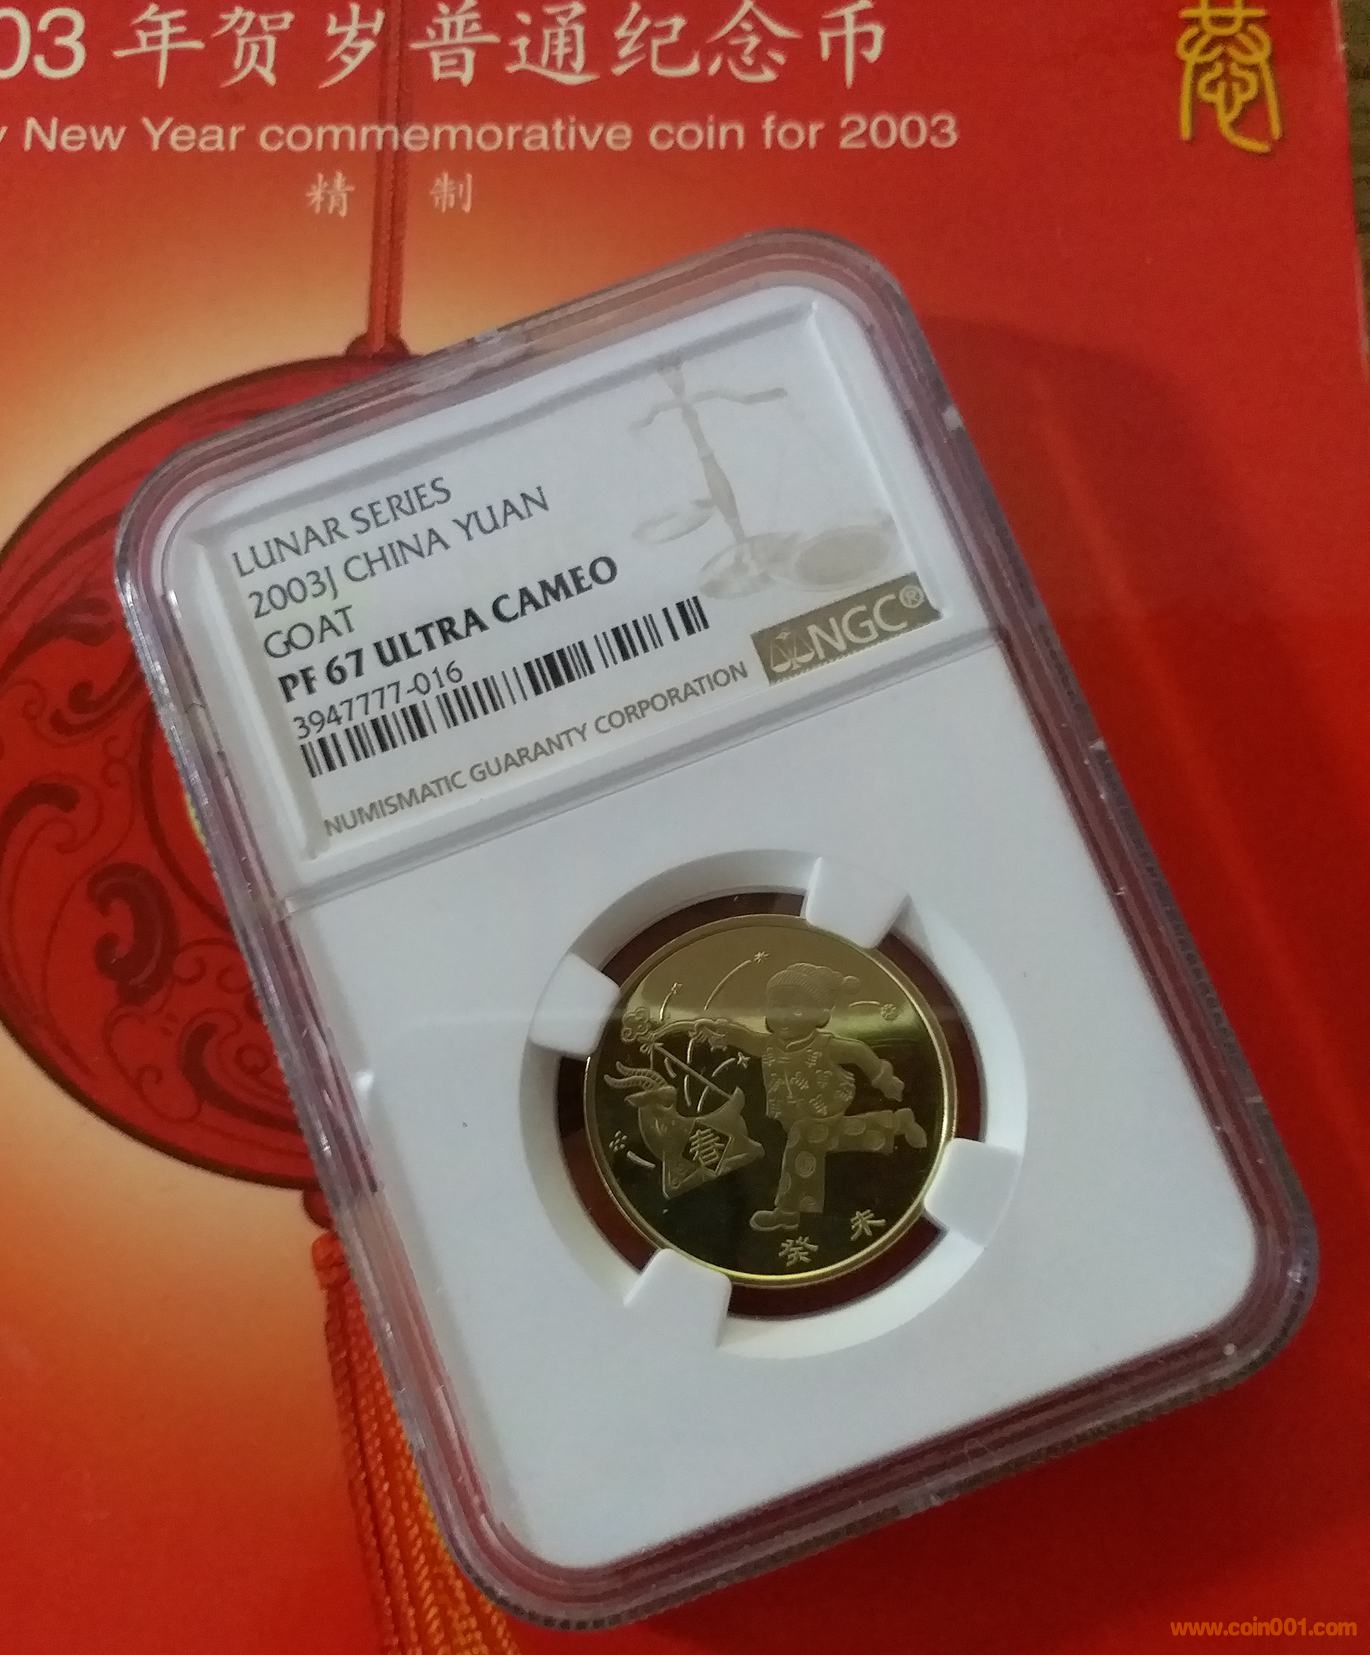 03 年贺岁普通纪念币
y New Year commemorative coin for 2003
精 制
恭
LUNAR SERIES
2003J CHINA YUAN
GOAT
PF 67 ULTRA CAMEO
3947777-016
NUMISMATIC GUARANTY CORPORATION
NGC®
春
癸未
www.coin001.com